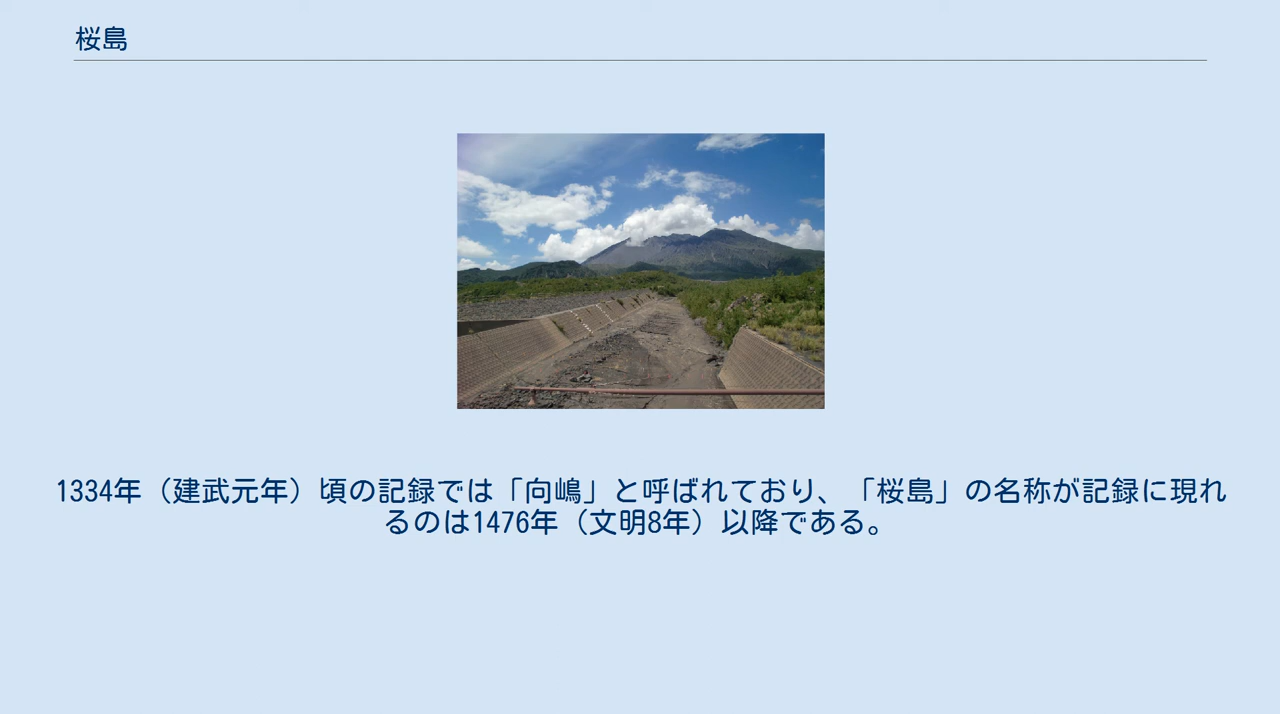 桜島
1334年（建武元年）頃の記録では「向嶋」と呼ばれており、「桜島」の名称が記録に現れ
るのは1476年（文明8年）以降である。